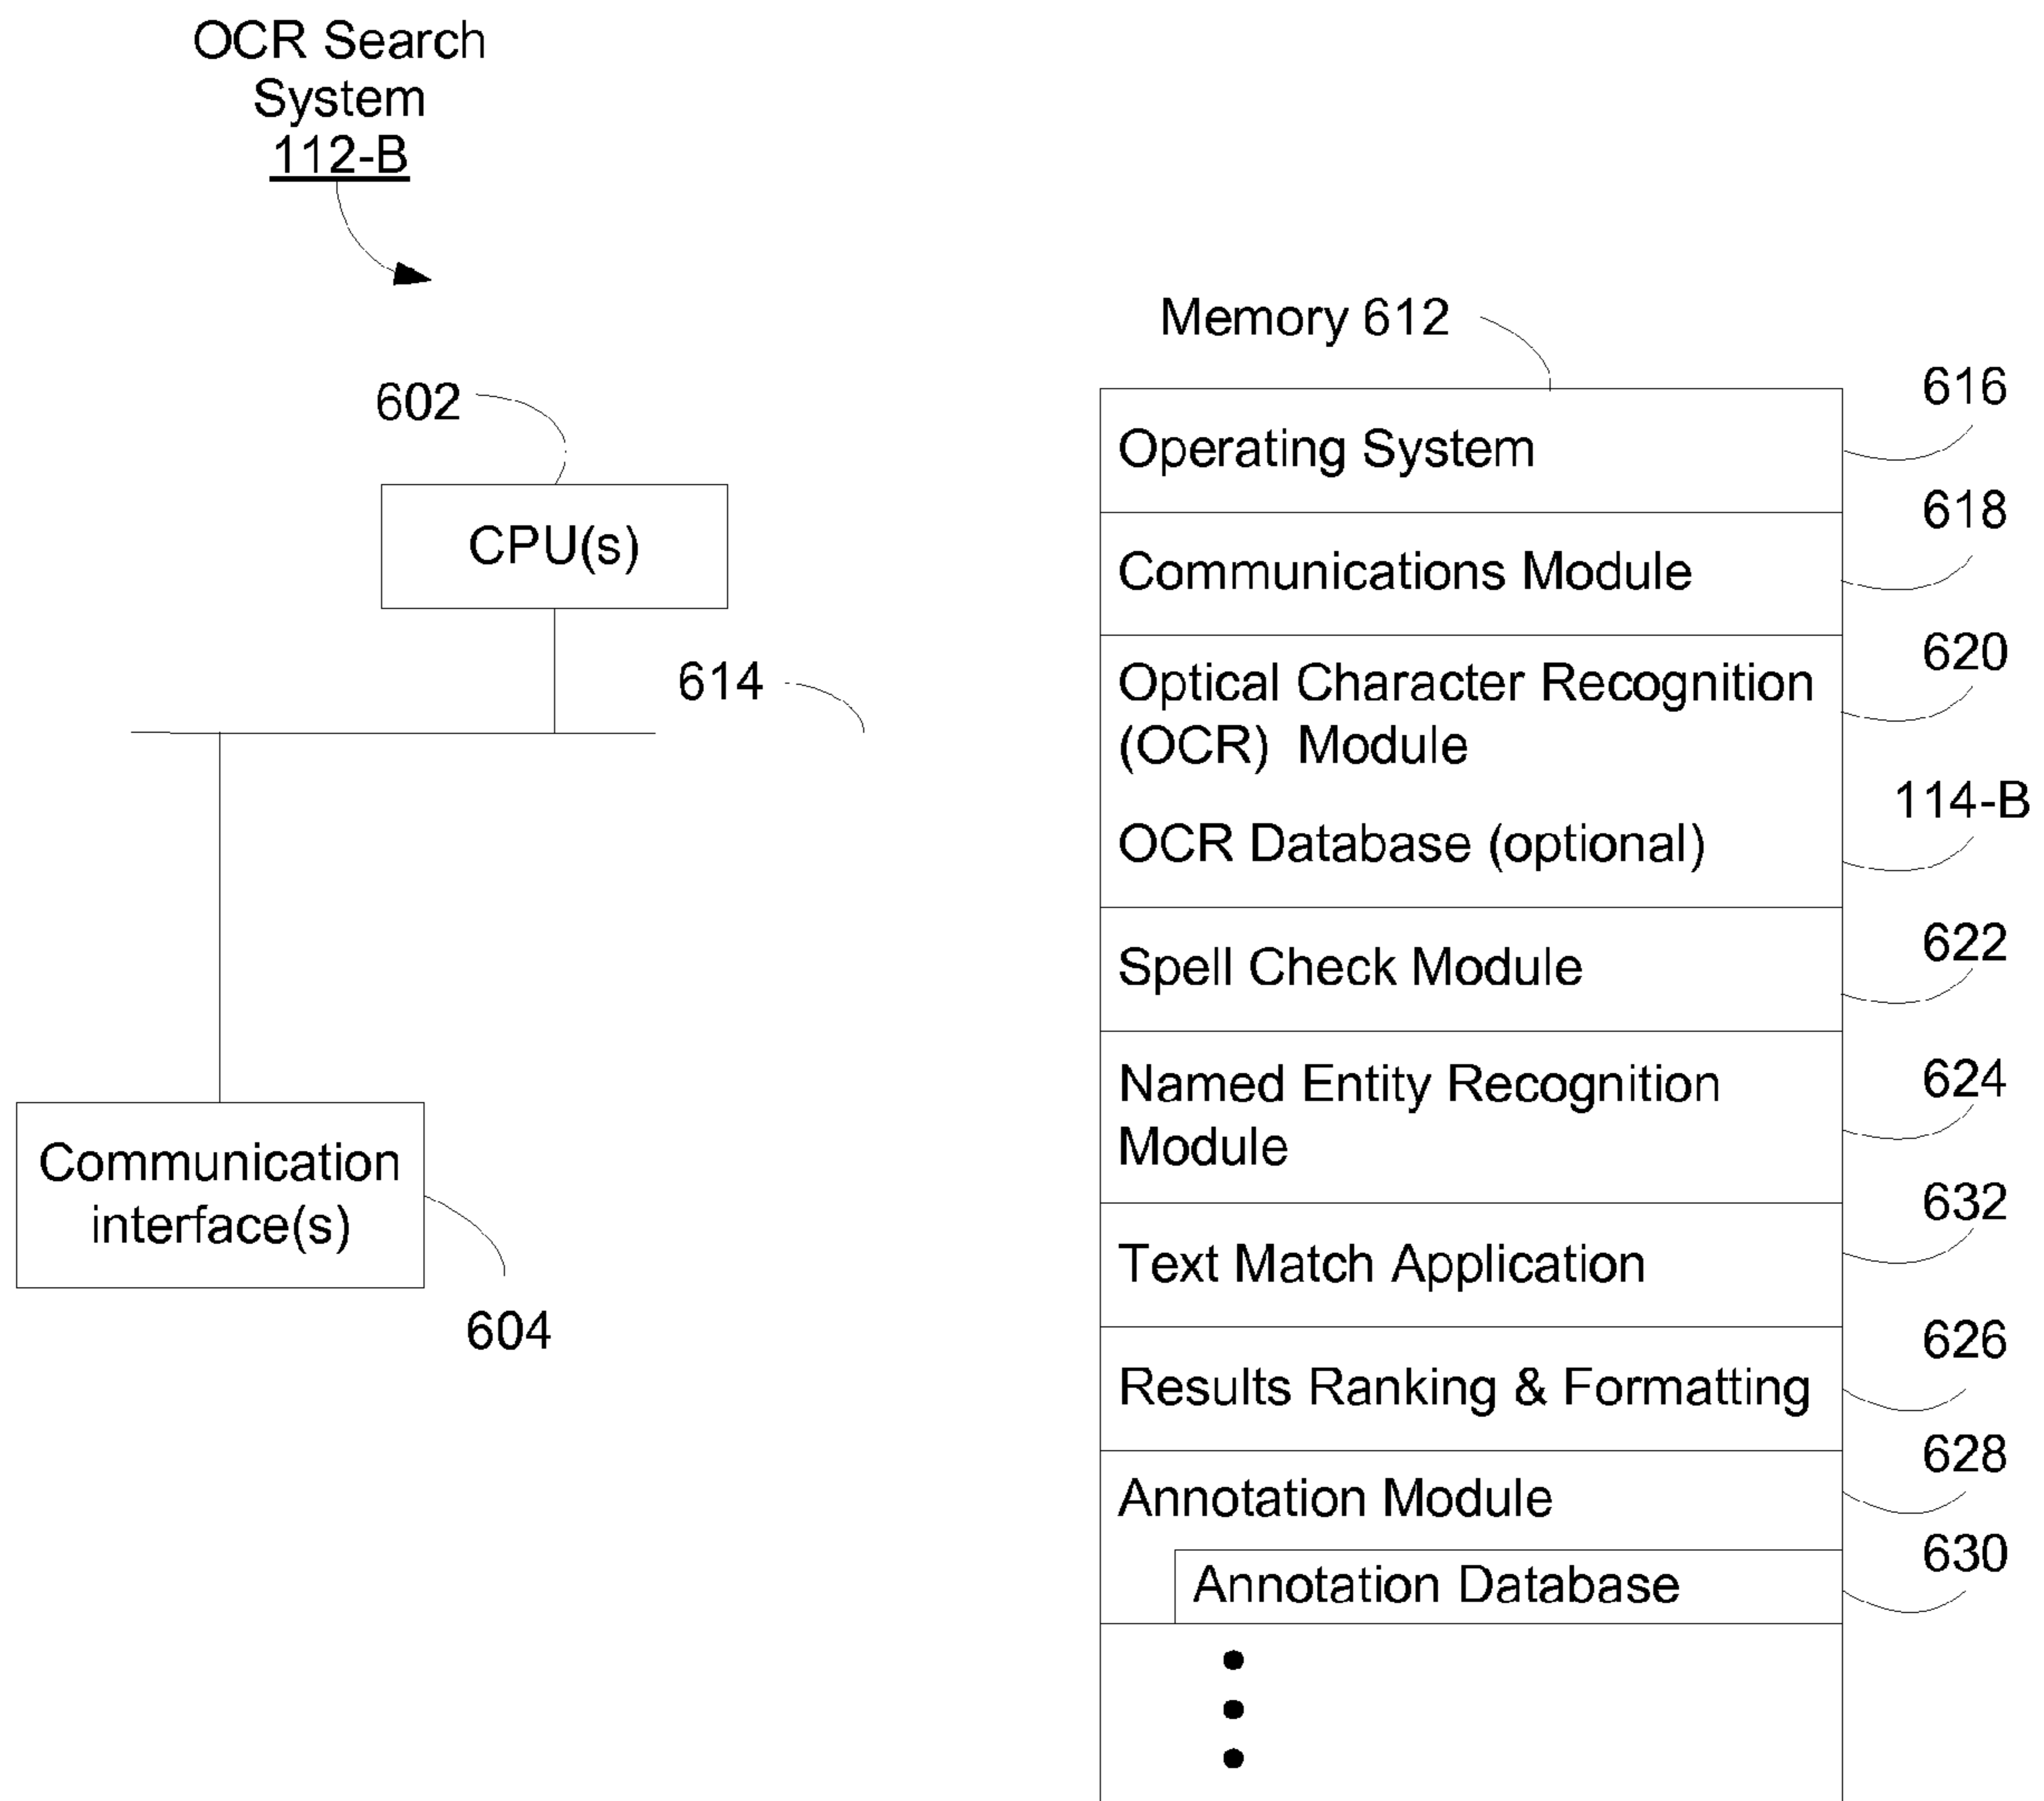 OCR Search
System
112-B
602
CPU(s)
614
Communication
interface(s)
604
Memory 612
Operating System
616
Communications Module
618
Optical Character Recognition
(OCR) Module
620
OCR Database (optional)
114-B
Spell Check Module
622
Named Entity Recognition
Module
624
Text Match Application
632
Results Ranking & Formatting
626
Annotation Module
628
Annotation Database
630